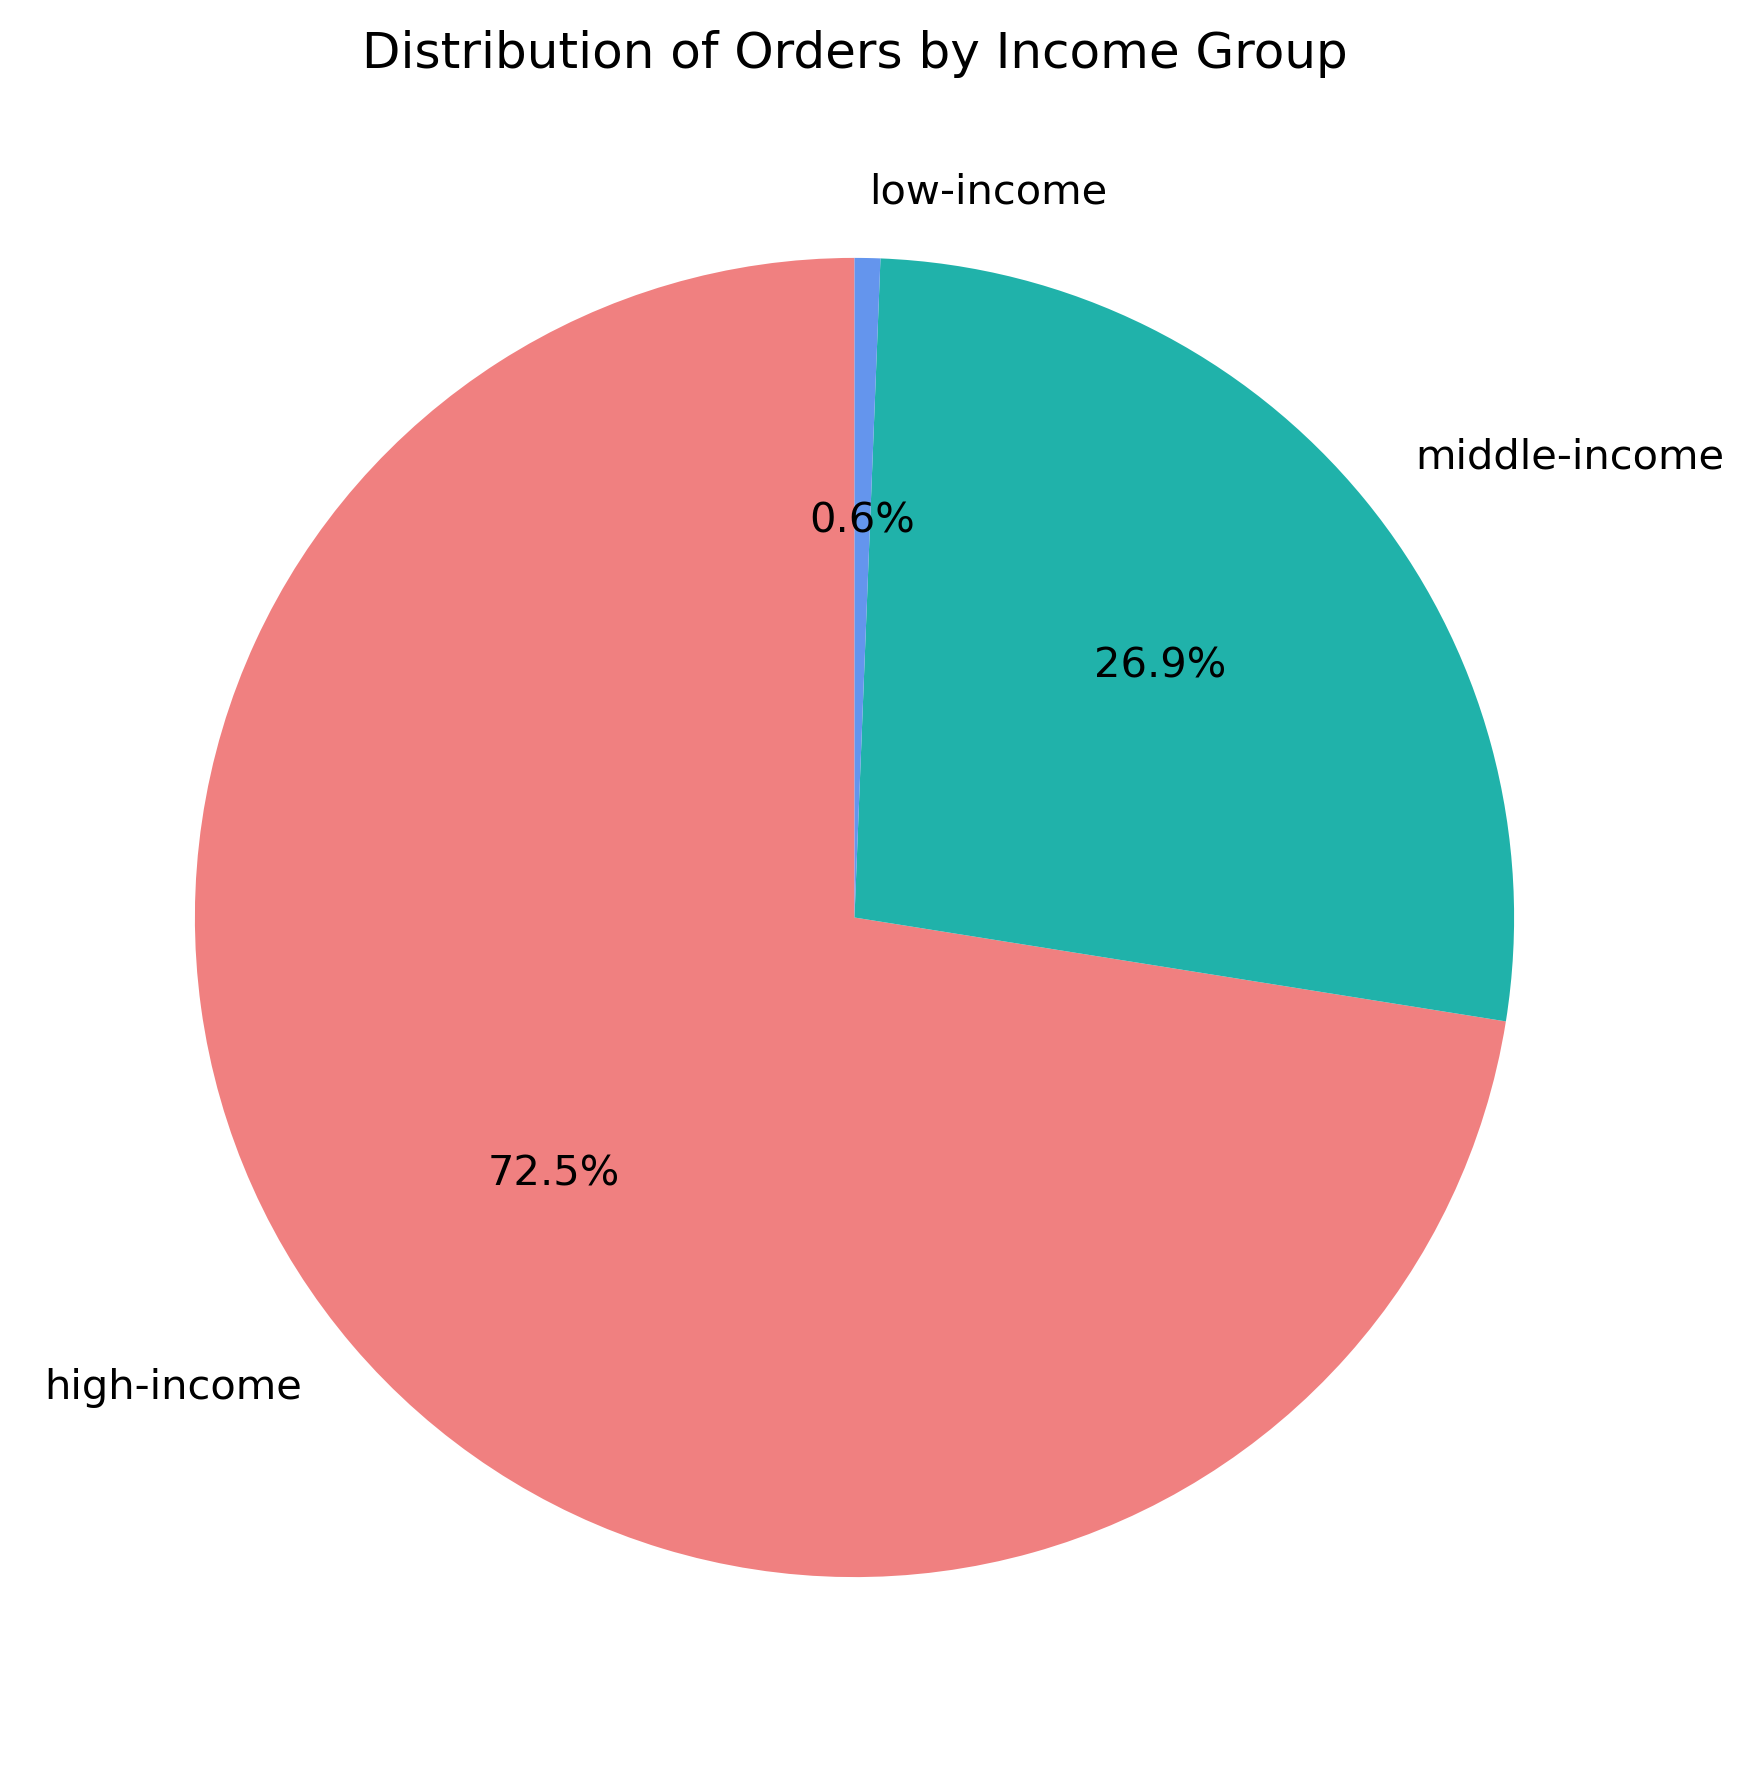 Distribution of Orders by Income Group
low-income
middle-income
0.6%
26.9%
72.5%
high-income